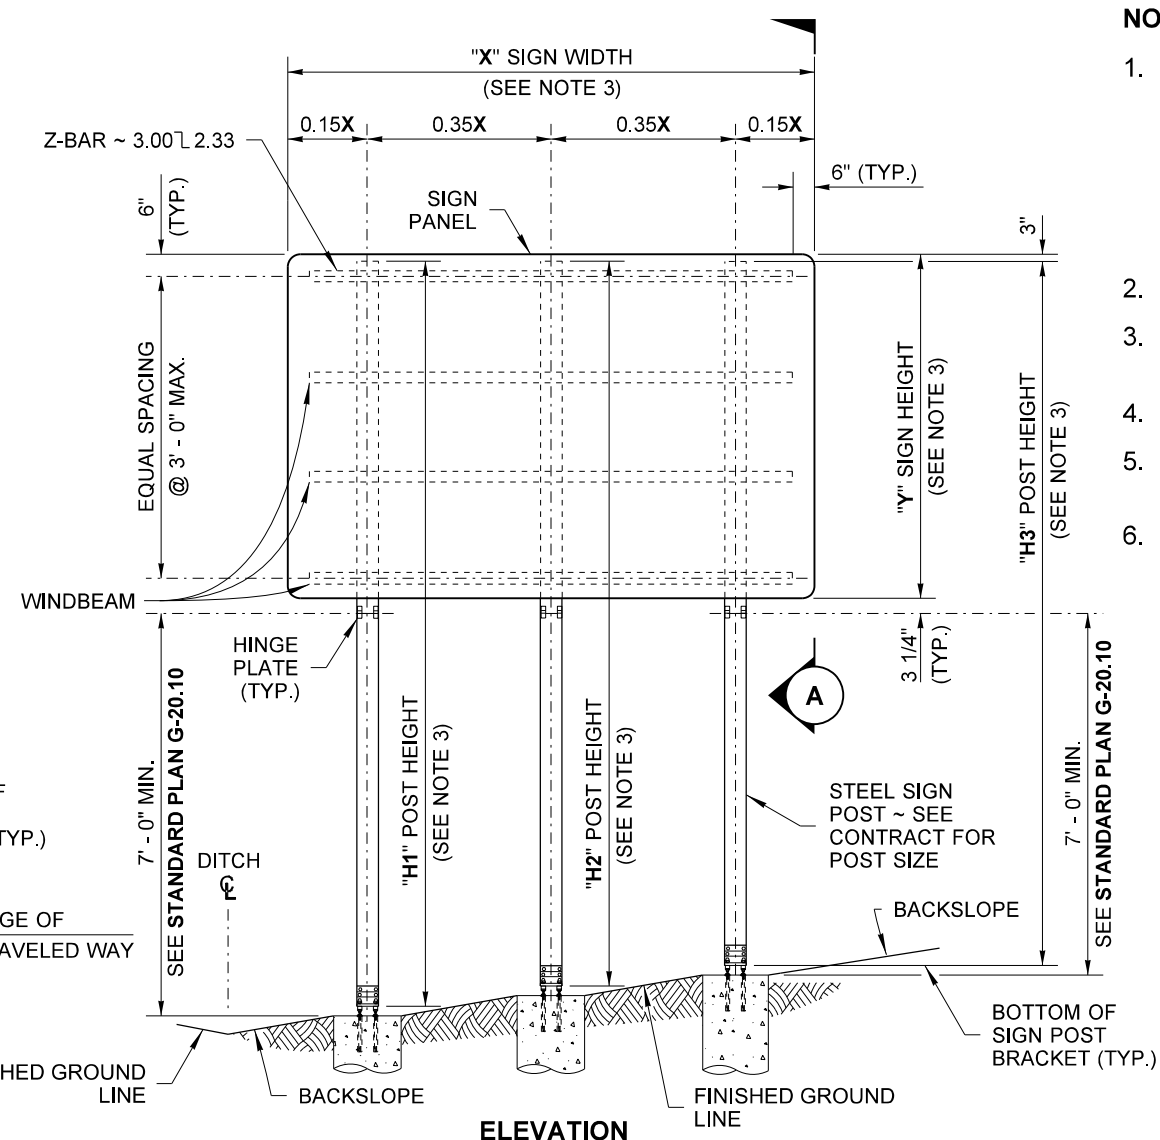 NO
1.
"X" SIGN WIDTH
(SEE NOTE 3)
0.15X
0.35X
0.35X
0.15X
Z-BAR ~ 3.00 2.33
6" (TYP.)
6"
(TYP.)
SIGN
PANEL
3"
2.
3.
4.
5.
6.
EQUAL SPACING
@ 3' - 0" MAX.
"Y" SIGN HEIGHT
(SEE NOTE 3)
"H3" POST HEIGHT
(SEE NOTE 3)
WINDBEAM
HINGE
PLATE
(TYP.)
3 1/4"
(TYP.)
A
7' - 0" MIN.
SEE STANDARD PLAN G-20.10
"H1" POST HEIGHT
(SEE NOTE 3)
"H2" POST HEIGHT
(SEE NOTE 3)
7' - 0" MIN.
SEE STANDARD PLAN G-20.10
STEEL SIGN
POST ~ SEE
CONTRACT FOR
POST SIZE
TYP.)
DITCH
CL
GE OF
AVELED WAY
BACKSLOPE
BOTTOM OF
SIGN POST
BRACKET (TYP.)
SHED GROUND
LINE
BACKSLOPE
FINISHED GROUND
LINE
ELEVATION